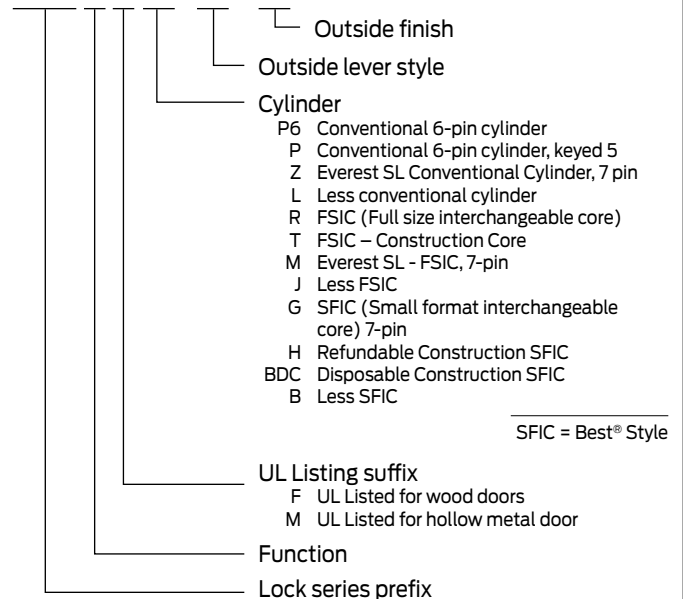 Outside finish
Outside lever style
Cylinder
P6 Conventional 6-pin cylinder
P Conventional 6-pin cylinder, keyed 5
Z Everest SL Conventional Cylinder, 7 pin
L Less conventional cylinder
R FSIC (Full size interchangeable core)
T FSIC – Construction Core
M Everest SL - FSIC, 7-pin
J Less FSIC
G SFIC (Small format interchangeable
core) 7-pin
H Refundable Construction SFIC
BDC Disposable Construction SFIC
B Less SFIC
SFIC = Best® Style
UL Listing suffix
F UL Listed for wood doors
M UL Listed for hollow metal door
Function
Lock series prefix